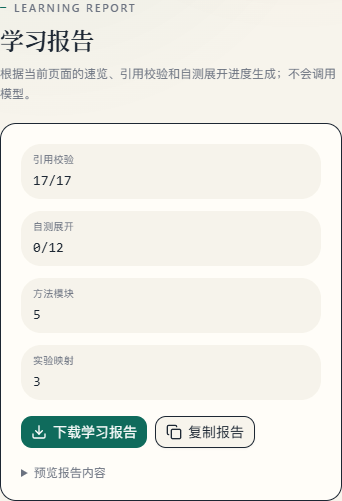 — LEARNING REPORT
学习报告
根据当前页面的速览、引用校验和自测展开进度生成；不会调用
模型。
引用校验
17/17
自测展开
0/12
方法模块
5
实验映射
3
下载学习报告
复制报告
▶ 预览报告内容